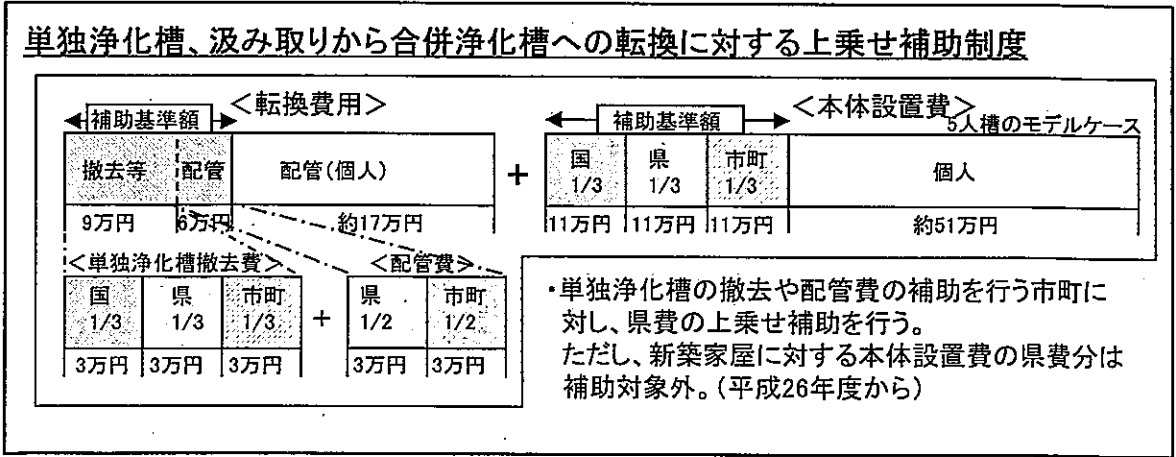 単独浄化槽、汲み取りから合併浄化槽への転換に対する上乗せ補助制度
補助基準額
＜転換費用＞
撤去等 配管 配管(個人)
9万円 6万円 約17万円
＋
補助基準額
＜本体設置費＞
5人槽のモデルケース
国 県 市町 個人
1/3 1/3 1/3
11万円 11万円 11万円 約51万円
＜単独浄化槽撤去費＞
国 県 市町
1/3 1/3 1/3
3万円 3万円 3万円
＋
＜配管費＞
県 市町
1/2 1/2
3万円 3万円
・単独浄化槽の撤去や配管費の補助を行う市町に
対し、県費の上乗せ補助を行う。
ただし、新築家屋に対する本体設置費の県費分は
補助対象外。(平成26年度から)